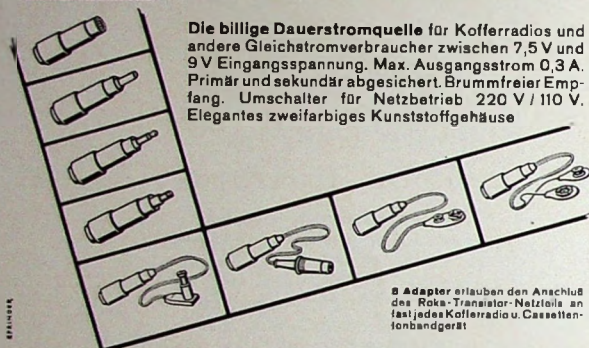 Die billige Dauerstromquelle für Kofferradios und
andere Gleichstromverbraucher zwischen 7,5 V und
9 V Eingangsspannung. Max. Ausgangsstrom 0,3 A.
Primär und sekundär abgesichert. Brummfreier Emp-
fang. Umschalter für Netzbetrieb 220 V / 110 V.
Elegantes zweifarbiges Kunststoffgehäuse
8 Adapter erlauben den Anschluß
des Roka-Transistor-Netzteils an
fast jedes Kofferradio u. Cassetten-
tonbandgerät